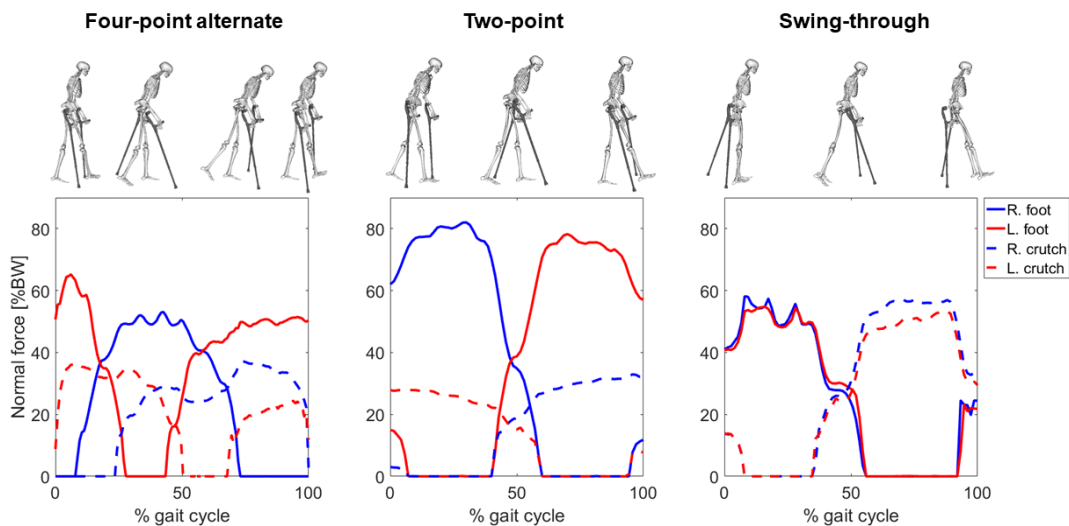 Four-point alternate
Two-point
Swing-through
Normal force [%BW]
80
60
40
20
0
0 50 100
% gait cycle
80
60
40
20
0
0 50 100
% gait cycle
80
60
40
20
0
0 50 100
% gait cycle
R. foot
L. foot
R. crutch
L. crutch